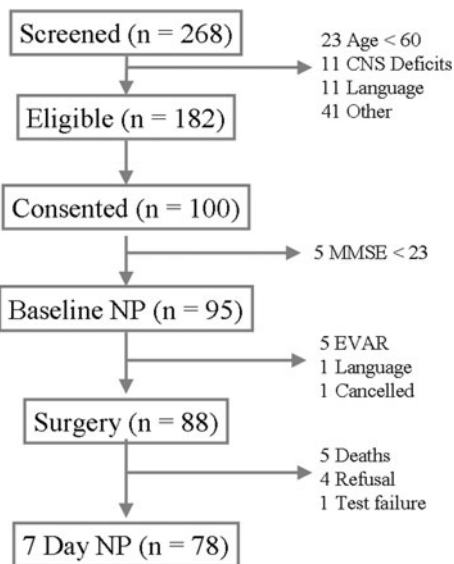 Screened (n = 268)
23 Age < 60
11 CNS Deficits
11 Language
41 Other
Eligible (n = 182)
Consented (n = 100)
5 MMSE < 23
Baseline NP (n = 95)
5 EVAR
1 Language
1 Cancelled
Surgery (n = 88)
5 Deaths
4 Refusal
1 Test failure
7 Day NP (n = 78)